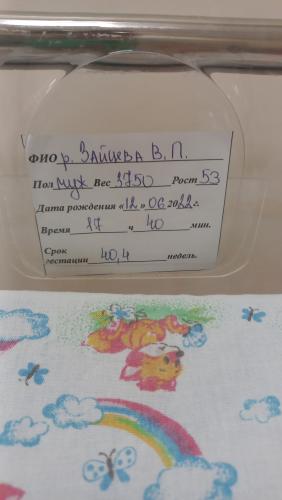 ФИО р. Зайцева В. П.
Пол муж Вес 3750 Рост 53
Дата рождения «12» 06 2022г.
Время 17 ч 40 мин.
Срок
гестации 40,4 недель.